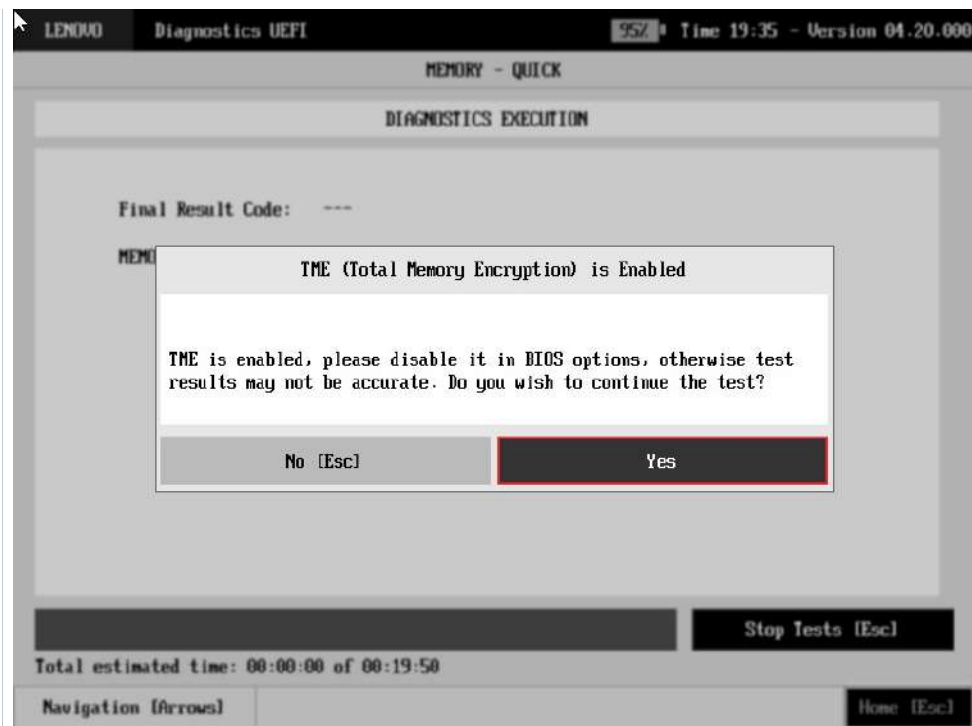 LENOVO Diagnostics UEFI 95% Time 19:35 - Version 04.20.000
MEMORY - QUICK
DIAGNOSTICS EXECUTION
Final Result Code: ---
TME (Total Memory Encryption) is Enabled
TME is enabled, please disable it in BIOS options, otherwise test
results may not be accurate. Do you wish to continue the test?
No [Esc] Yes
Stop Tests [Esc]
Total estimated time: 00:00:00 of 00:19:50
Navigation [Arrows] Home [Esc]